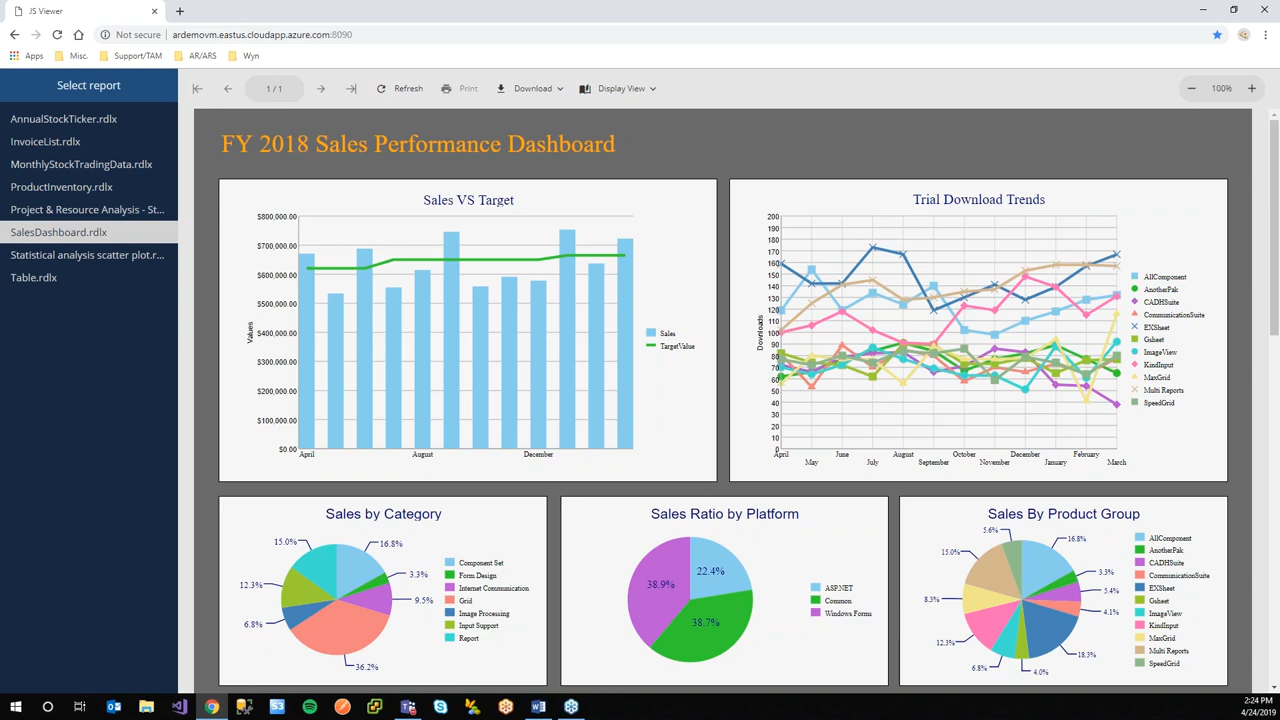 JS Viewer
Not secure | ardemovm.eastus.cloudapp.azure.com:8090
Apps Misc. Support/TAM AR/ARS Wyn
Select report
1 / 1 Refresh Print Download Display View 100%
AnnualStockTicker.rdlx
InvoiceList.rdlx
MonthlyStockTradingData.rdlx
ProductInventory.rdlx
Project & Resource Analysis - St...
SalesDashboard.rdlx
Statistical analysis scatter plot.r...
Table.rdlx
FY 2018 Sales Performance Dashboard
Sales VS Target
$800,000.00
$700,000.00
$600,000.00
$500,000.00
$400,000.00
$300,000.00
$200,000.00
$100,000.00
$0.00
Values
April August December
Sales
TargetValue
Trial Download Trends
200
190
180
170
160
150
140
130
120
110
100
90
80
70
60
50
40
30
20
10
0
Downloads
April June August October December February
May July September November January March
AllComponent
AnotherPak
CADHSuite
CommunicationSuite
EXSheet
Gsheet
ImageView
KindInput
MaxGrid
Multi Reports
SpeedGrid
Sales by Category
15.0%
16.8%
3.3%
12.3%
9.5%
6.8%
36.2%
Component Set
Form Design
Internet Communication
Grid
Image Processing
Input Support
Report
Sales Ratio by Platform
22.4%
38.9%
38.7%
ASP.NET
Common
Windows Forms
Sales By Product Group
5.6%
16.8%
15.0%
3.3%
5.4%
8.3%
4.1%
12.3%
18.3%
6.8%
4.0%
AllComponent
AnotherPak
CADHSuite
CommunicationSuite
EXSheet
Gsheet
ImageView
KindInput
MaxGrid
Multi Reports
SpeedGrid
2:24 PM
4/24/2019